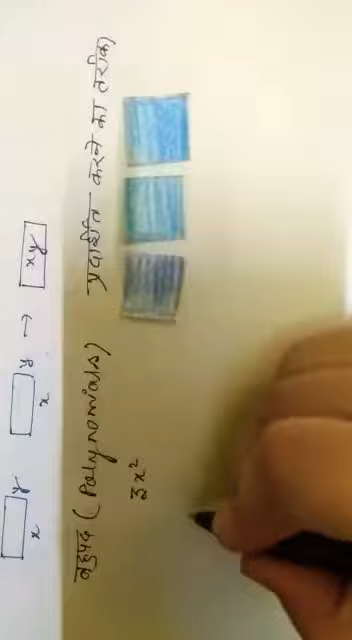 y y → xy
x x
बहुपद (Polynomials) प्रदर्शित करने का तरीका
3x²